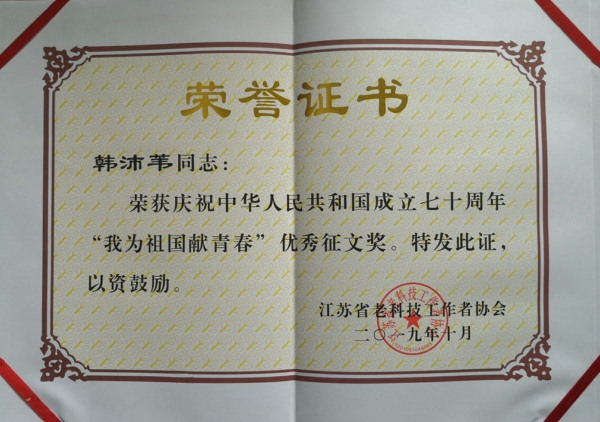 荣誉证书
韩沛苇同志：
荣获庆祝中华人民共和国成立七十周年
“我为祖国献青春”优秀征文奖。特发此证，
以资鼓励。
江苏省老科技工作者协会
二〇一九年十月